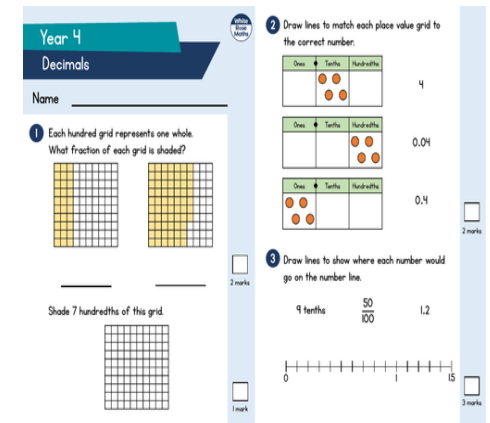 Year 4
Decimals
White
Rose
Maths
Name
1 Each hundred grid represents one whole.
What fraction of each grid is shaded?
2 marks
Shade 7 hundredths of this grid.
1 mark
2 Draw lines to match each place value grid to
the correct number.
Ones Tenths Hundredths
4
Ones Tenths Hundredths
0.04
Ones Tenths Hundredths
0.4
2 marks
3 Draw lines to show where each number would
go on the number line.
9 tenths 50/100 1.2
0 1 1.5
3 marks